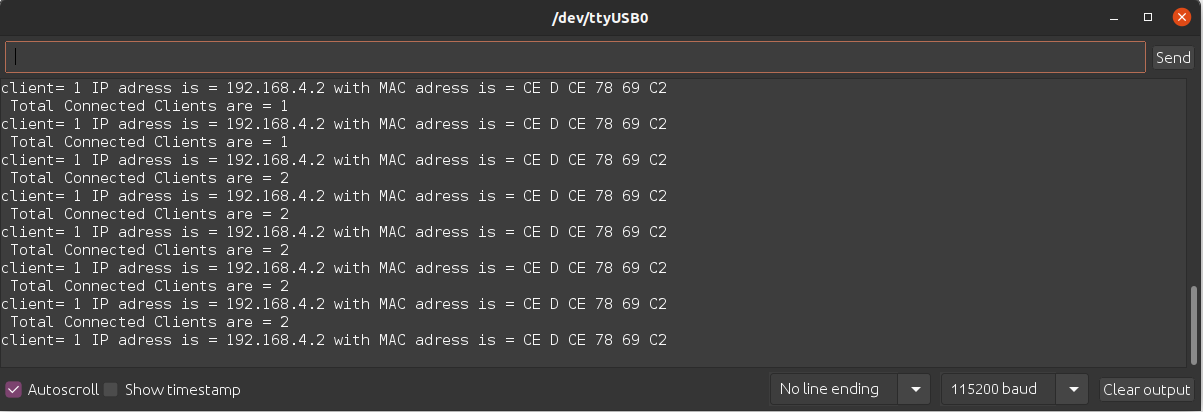 /dev/ttyUSB0
Send
client= 1 IP adress is = 192.168.4.2 with MAC adress is = CE D CE 78 69 C2
Total Connected Clients are = 1
client= 1 IP adress is = 192.168.4.2 with MAC adress is = CE D CE 78 69 C2
Total Connected Clients are = 1
client= 1 IP adress is = 192.168.4.2 with MAC adress is = CE D CE 78 69 C2
Total Connected Clients are = 2
client= 1 IP adress is = 192.168.4.2 with MAC adress is = CE D CE 78 69 C2
Total Connected Clients are = 2
client= 1 IP adress is = 192.168.4.2 with MAC adress is = CE D CE 78 69 C2
Total Connected Clients are = 2
client= 1 IP adress is = 192.168.4.2 with MAC adress is = CE D CE 78 69 C2
Total Connected Clients are = 2
client= 1 IP adress is = 192.168.4.2 with MAC adress is = CE D CE 78 69 C2
Total Connected Clients are = 2
client= 1 IP adress is = 192.168.4.2 with MAC adress is = CE D CE 78 69 C2
Autoscroll Show timestamp No line ending 115200 baud Clear output